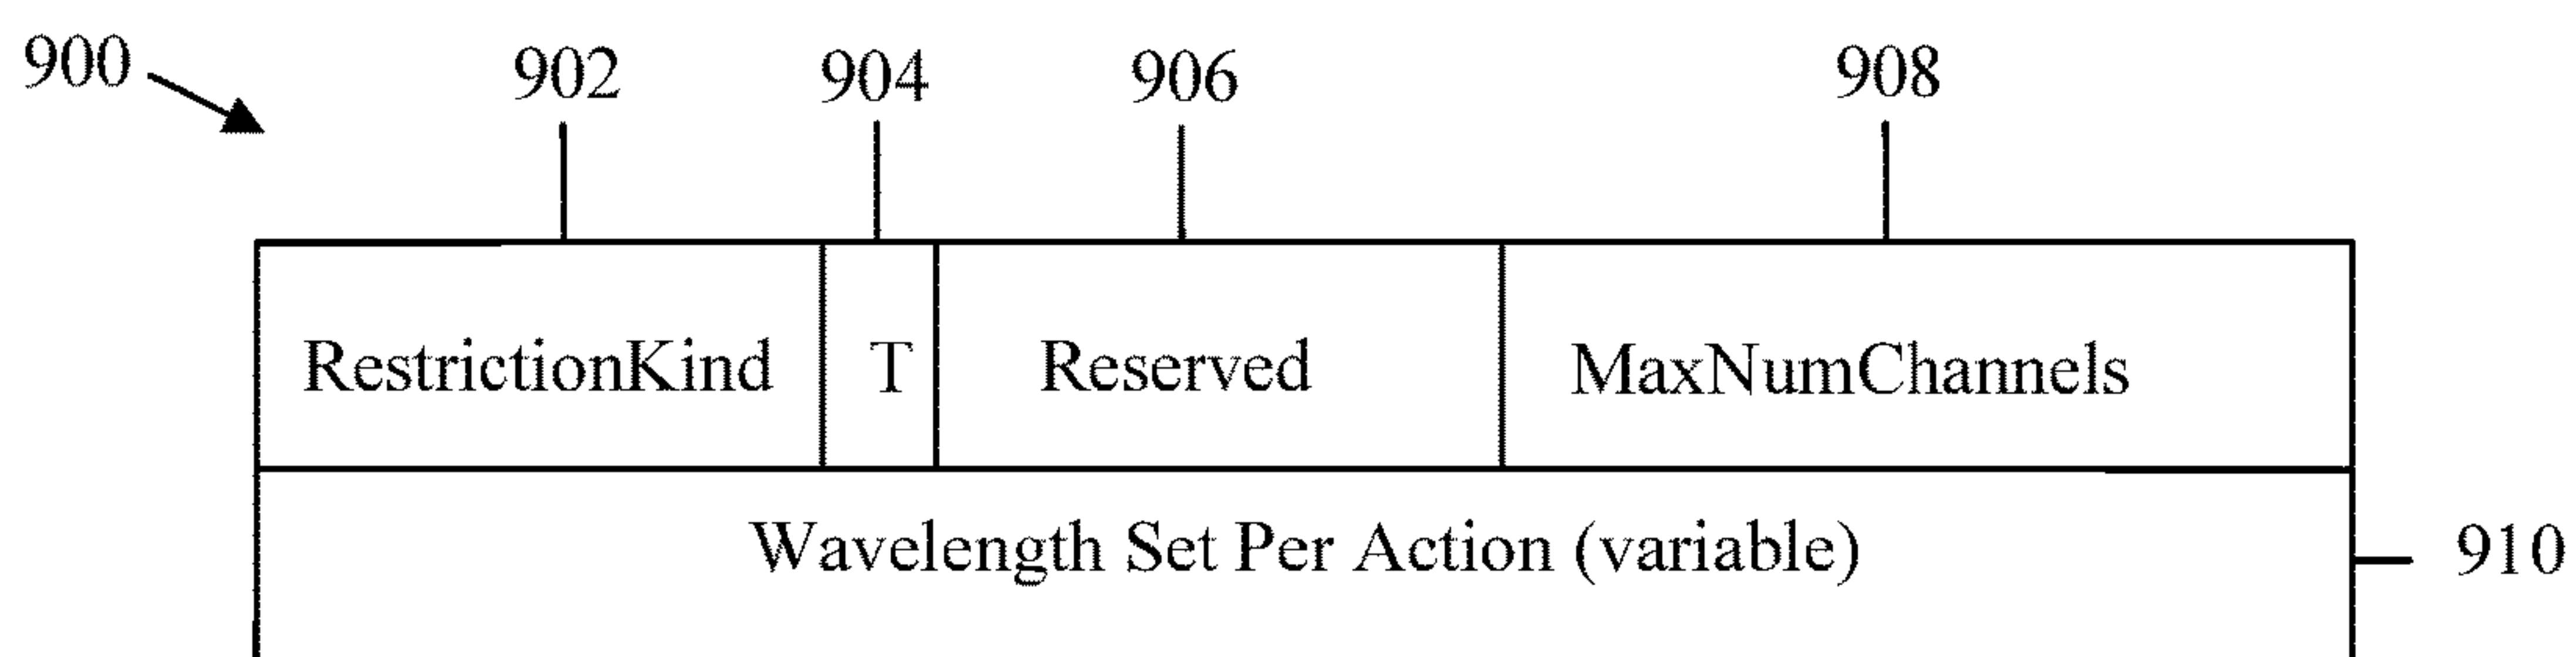 900 902 904 906 908
RestrictionKind T Reserved MaxNumChannels
Wavelength Set Per Action (variable) 910